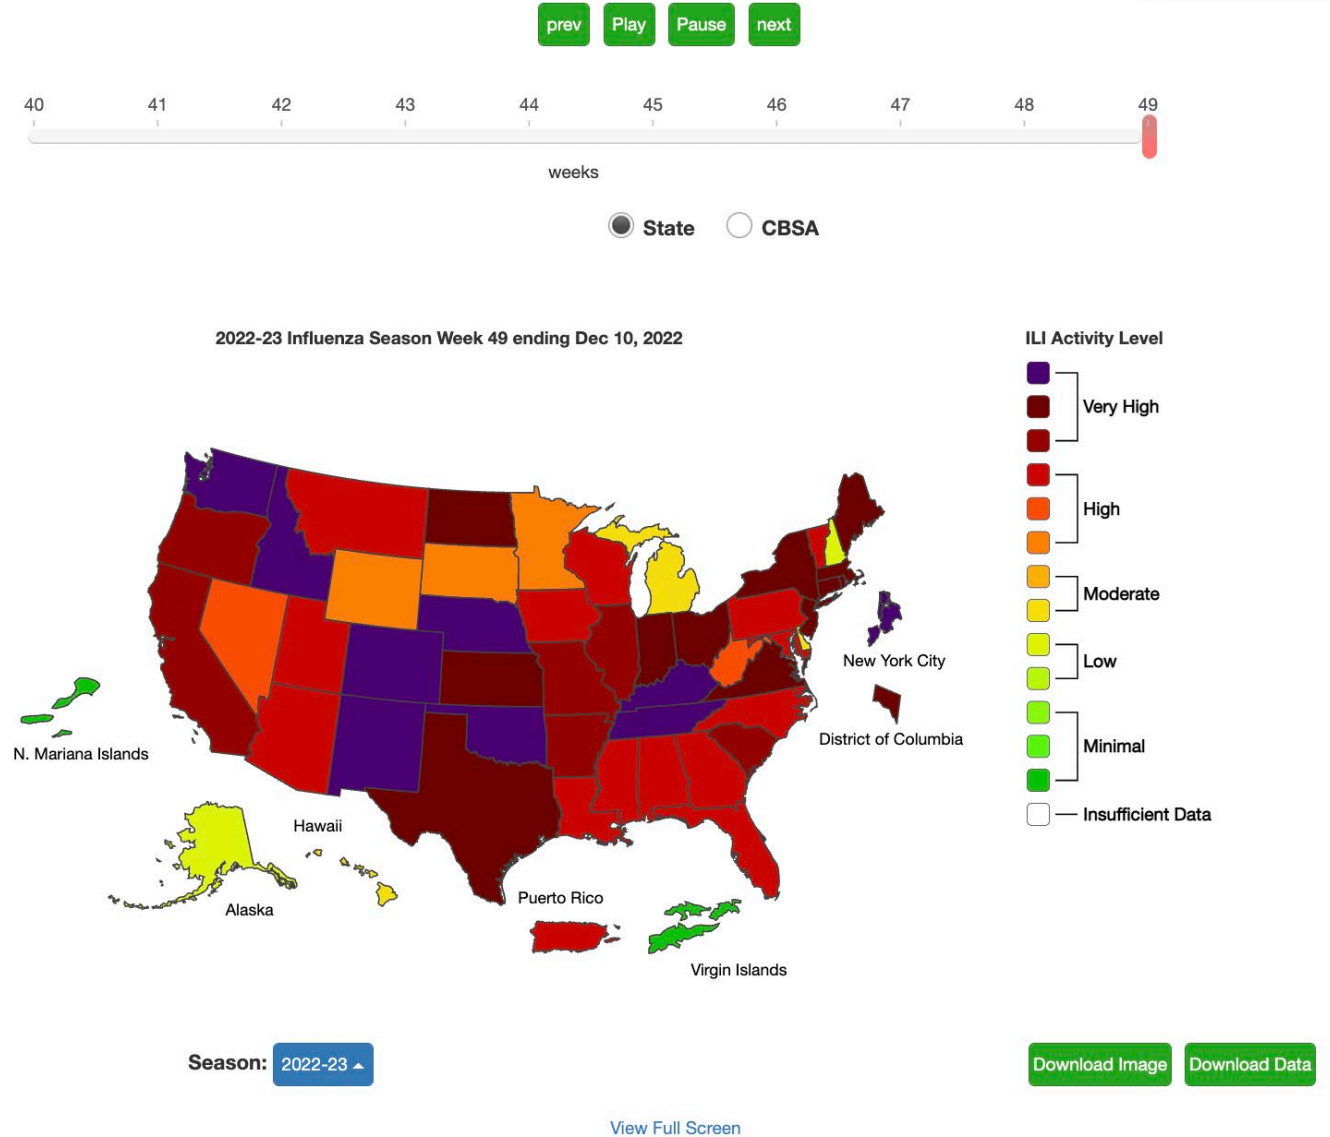 prev Play Pause next
40 41 42 43 44 45 46 47 48 49
weeks
State CBSA
2022-23 Influenza Season Week 49 ending Dec 10, 2022
ILI Activity Level
Very High
High
Moderate
Low
Minimal
Insufficient Data
New York City
District of Columbia
N. Mariana Islands
Hawaii
Alaska
Puerto Rico
Virgin Islands
Season: 2022-23
Download Image Download Data
View Full Screen